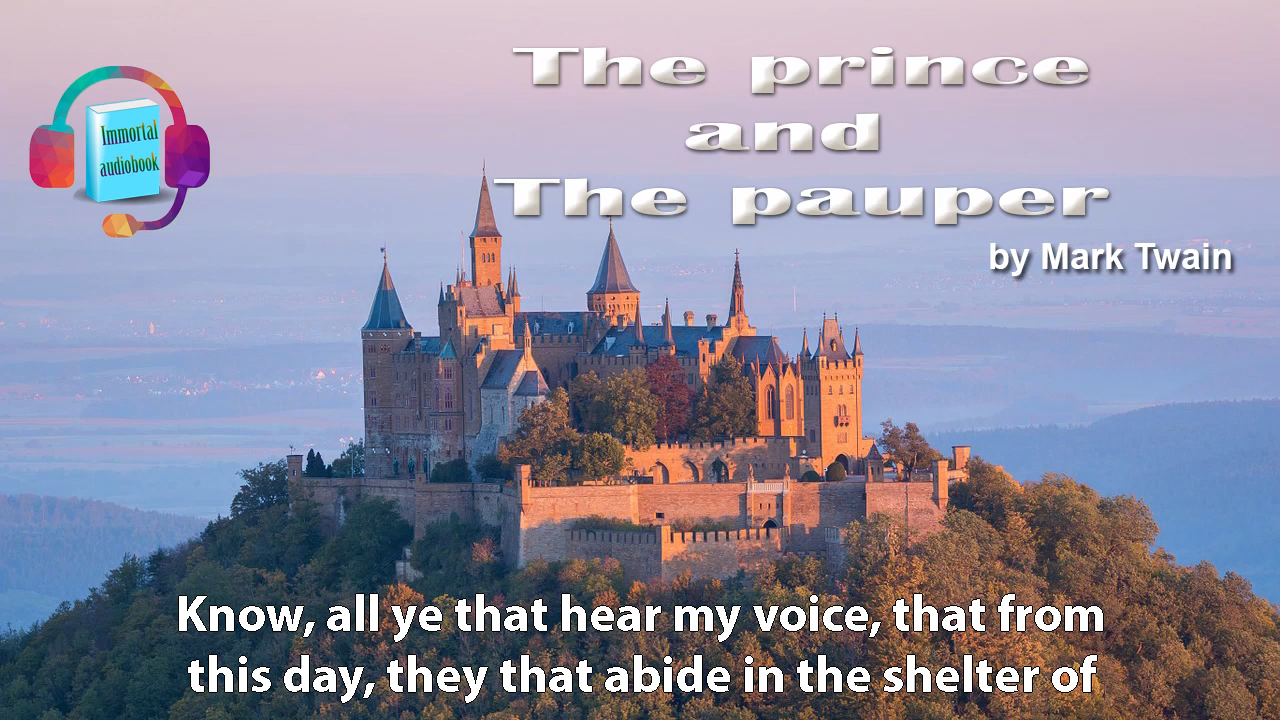 Immortal
audiobook
The prince
and
The pauper
by Mark Twain
Know, all ye that hear my voice, that from
this day, they that abide in the shelter of